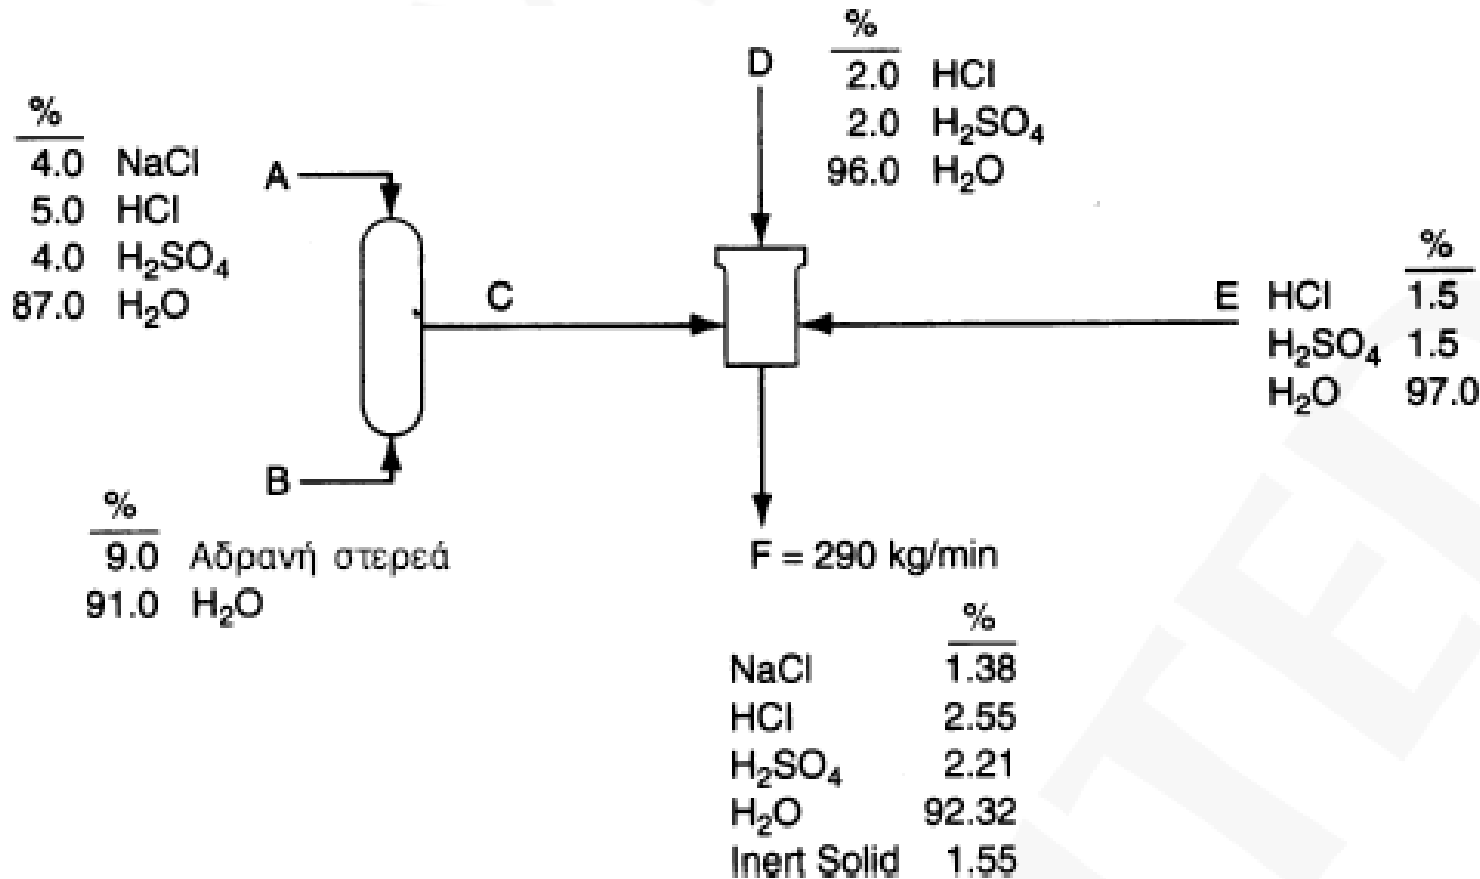 %
4.0 NaCl
5.0 HCl
4.0 H₂SO₄
87.0 H₂O
A
B
%
9.0 Αδρανή στερεά
91.0 H₂O
C
D
%
2.0 HCl
2.0 H₂SO₄
96.0 H₂O
%
E HCl 1.5
H₂SO₄ 1.5
H₂O 97.0
F = 290 kg/min
%
NaCl 1.38
HCl 2.55
H₂SO₄ 2.21
H₂O 92.32
Inert Solid 1.55